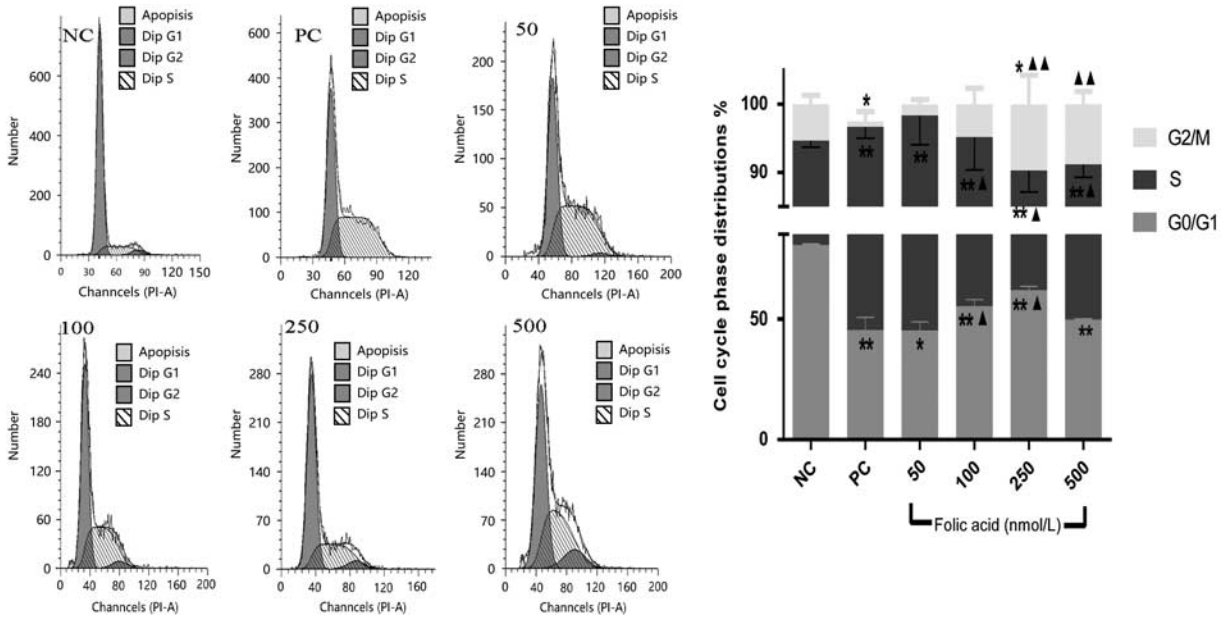 NC
Apopisis
Dip G1
Dip G2
Dip S
Number
600
400
200
0
0 30 60 90 120 150
Channcels (PI-A)
PC
Apopisis
Dip G1
Dip G2
Dip S
Number
600
500
400
300
200
100
0
0 30 60 90 120
Channcels (PI-A)
50
Apopisis
Dip G1
Dip G2
Dip S
Number
200
150
100
50
0
0 40 80 120 160 200
Channcels (PI-A)
100
Apopisis
Dip G1
Dip G2
Dip S
Number
240
180
120
60
0
0 40 80 120 160 200
Channcels (PI-A)
250
Apopisis
Dip G1
Dip G2
Dip S
Number
280
210
140
70
0
0 40 80 120 160
Channcels (PI-A)
500
Apopisis
Dip G1
Dip G2
Dip S
Number
280
210
140
70
0
0 40 80 120 160 200
Channcels (PI-A)
Cell cycle phase distributions %
100
90
50
0
* ** ** ** * ** ▲ ** ▲ * ▲▲ ** ▲ ** ▲ ▲▲ ** ▲ **
NC PC 50 100 250 500
Folic acid (nmol/L)
G2/M
S
G0/G1